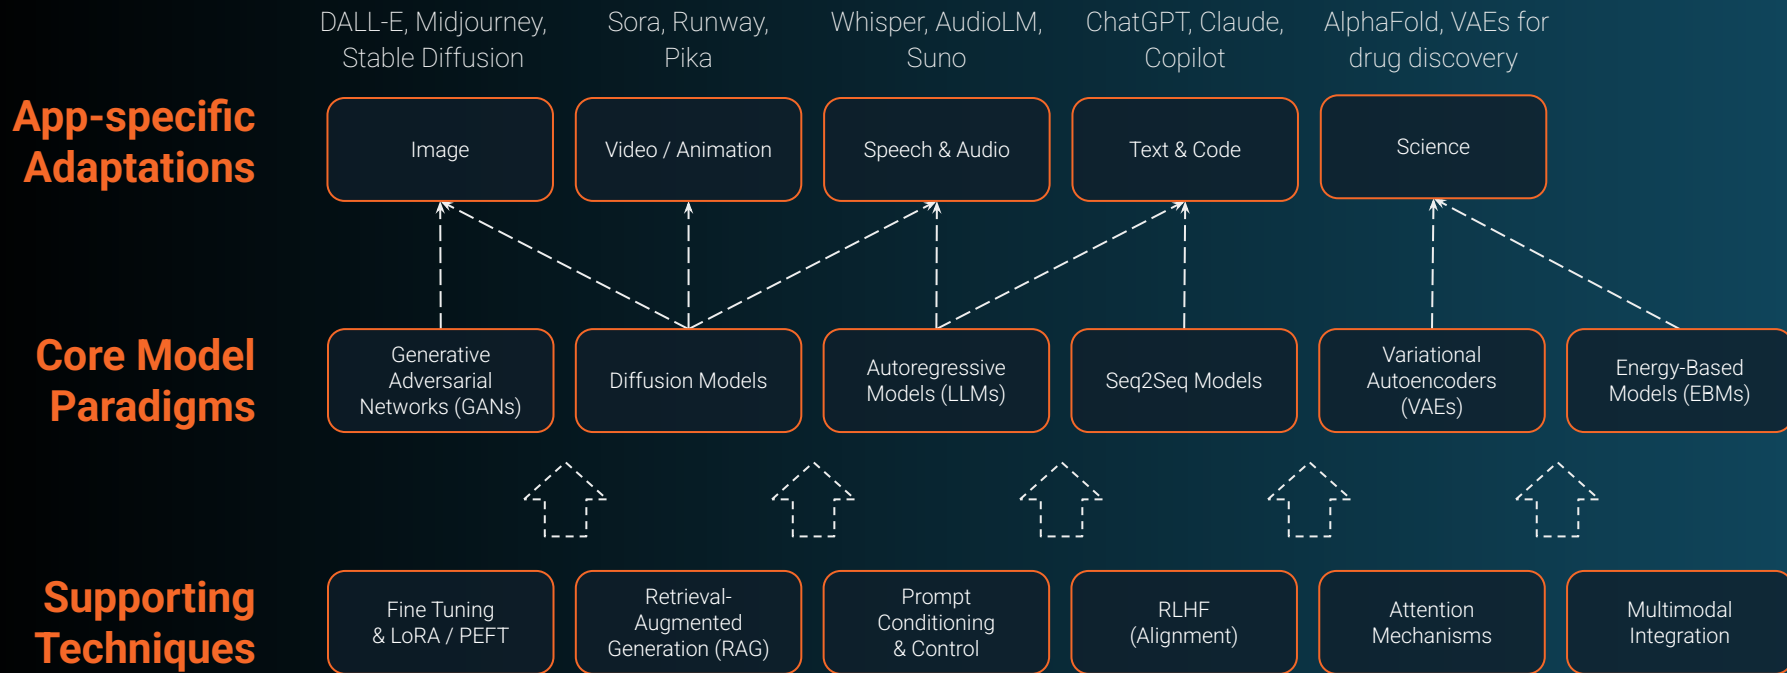 DALL-E, Midjourney,
Stable Diffusion
Sora, Runway,
Pika
Whisper, AudioLM,
Suno
ChatGPT, Claude,
Copilot
AlphaFold, VAEs for
drug discovery
App-specific
Adaptations
Image
Video / Animation
Speech & Audio
Text & Code
Science
Core Model
Paradigms
Generative
Adversarial
Networks (GANs)
Diffusion Models
Autoregressive
Models (LLMs)
Seq2Seq Models
Variational
Autoencoders
(VAEs)
Energy-Based
Models (EBMs)
Supporting
Techniques
Fine Tuning
& LoRA / PEFT
Retrieval-
Augmented
Generation (RAG)
Prompt
Conditioning
& Control
RLHF
(Alignment)
Attention
Mechanisms
Multimodal
Integration